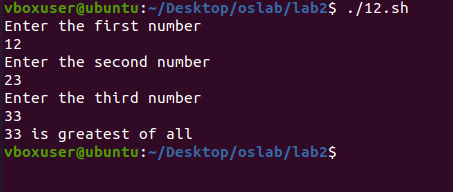 vboxuser@ubuntu:~/Desktop/oslab/lab2$ ./12.sh
Enter the first number
12
Enter the second number
23
Enter the third number
33
33 is greatest of all
vboxuser@ubuntu:~/Desktop/oslab/lab2$